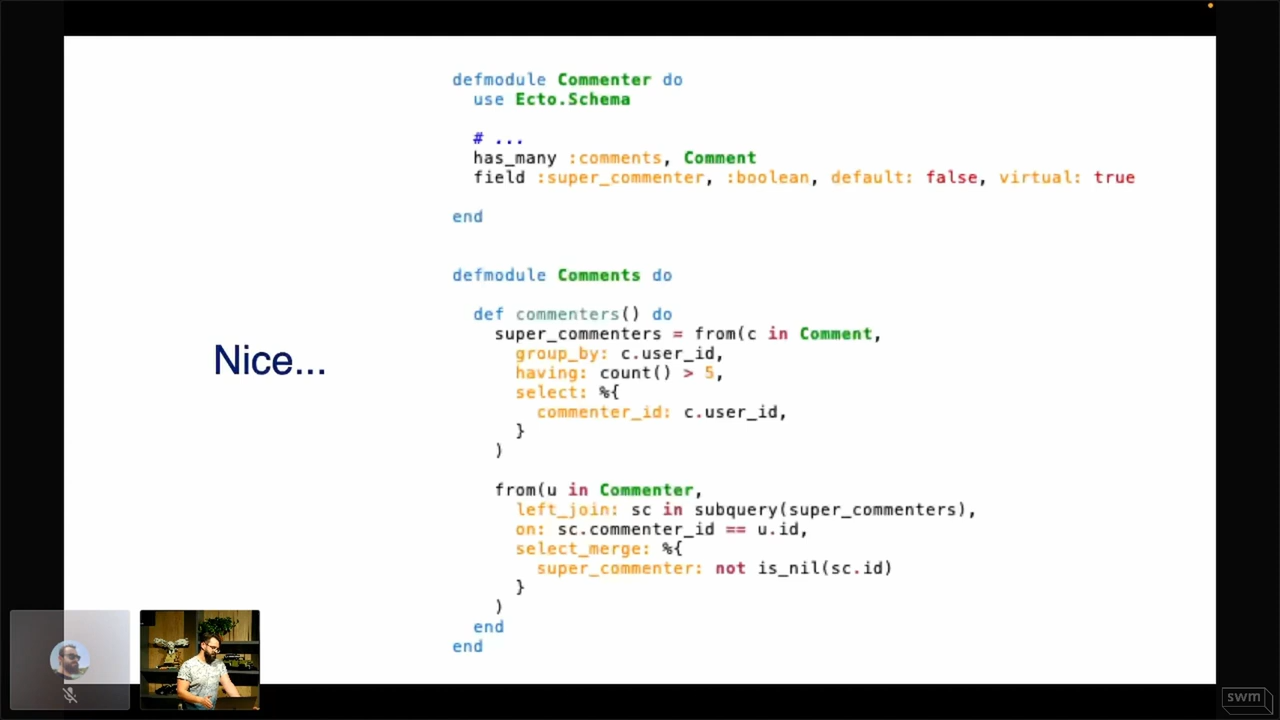 defmodule Commenter do
use Ecto.Schema
# ...
has_many :comments, Comment
field :super_commenter, :boolean, default: false, virtual: true
end
defmodule Comments do
def commenters() do
super_commenters = from(c in Comment,
group_by: c.user_id,
having: count() > 5,
select: %{
commenter_id: c.user_id,
}
)
from(u in Commenter,
left_join: sc in subquery(super_commenters),
on: sc.commenter_id == u.id,
select_merge: %{
super_commenter: not is_nil(sc.id)
}
)
end
end
Nice...
swm